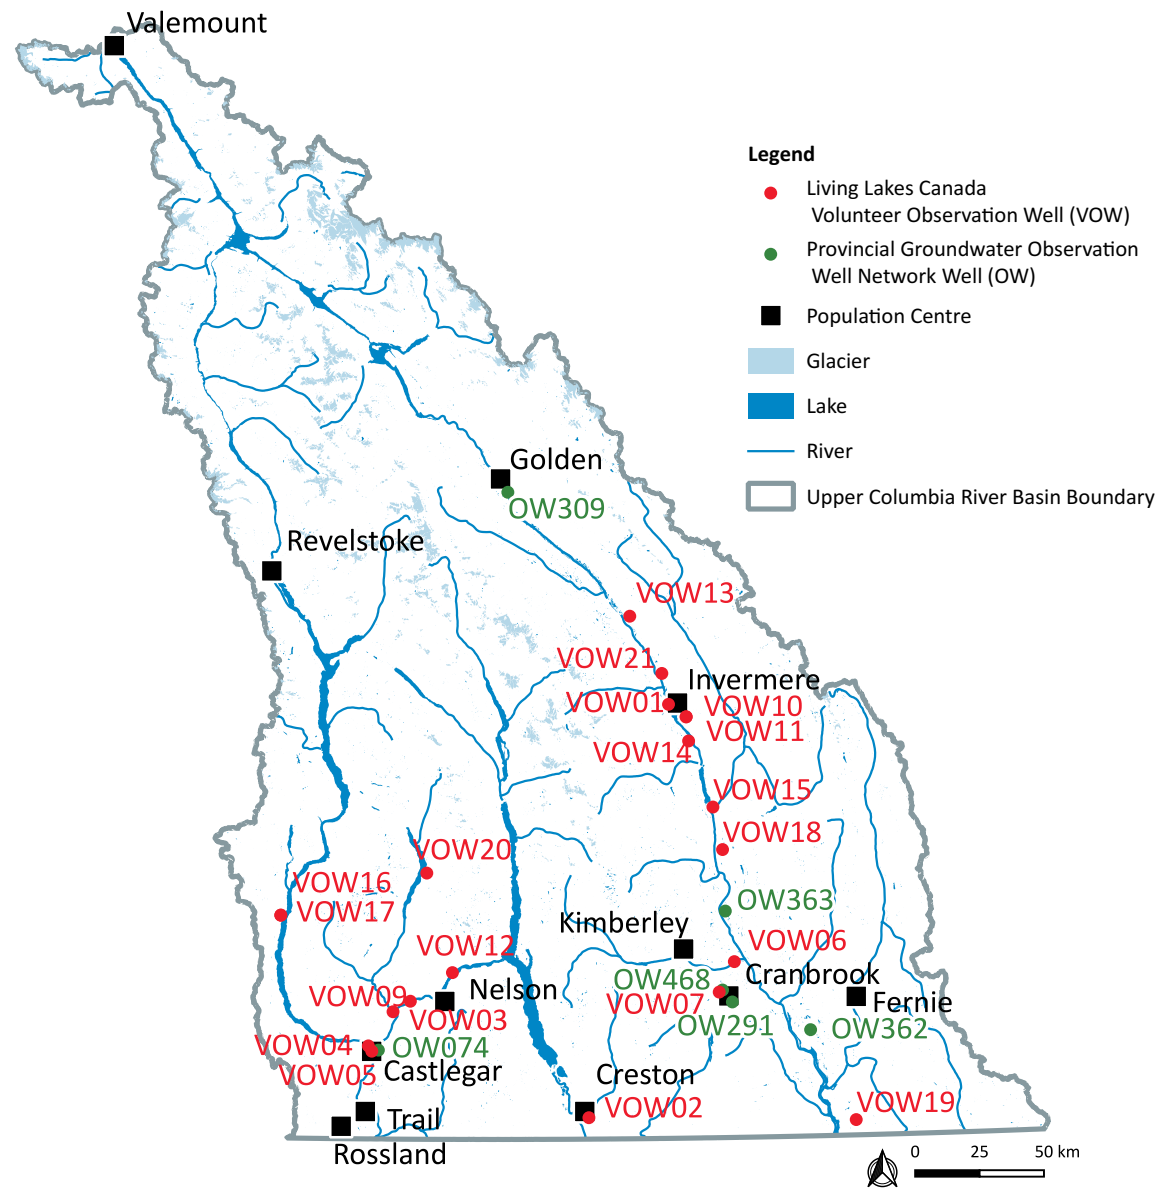 Valemount
Legend
Living Lakes Canada
Volunteer Observation Well (VOW)
Provincial Groundwater Observation
Well Network Well (OW)
Population Centre
Glacier
Lake
River
Upper Columbia River Basin Boundary
Golden
OW309
Revelstoke
VOW13
VOW21
Invermere
VOW01
VOW10
VOW11
VOW14
VOW15
VOW18
VOW20
VOW16
VOW17
OW363
Kimberley
VOW06
VOW12
OW468
Cranbrook
VOW09
Nelson
VOW07
Fernie
VOW03
OW291
OW362
VOW04
OW074
VOW05
Castlegar
Creston
VOW02
VOW19
Trail
Rossland
0 25 50 km